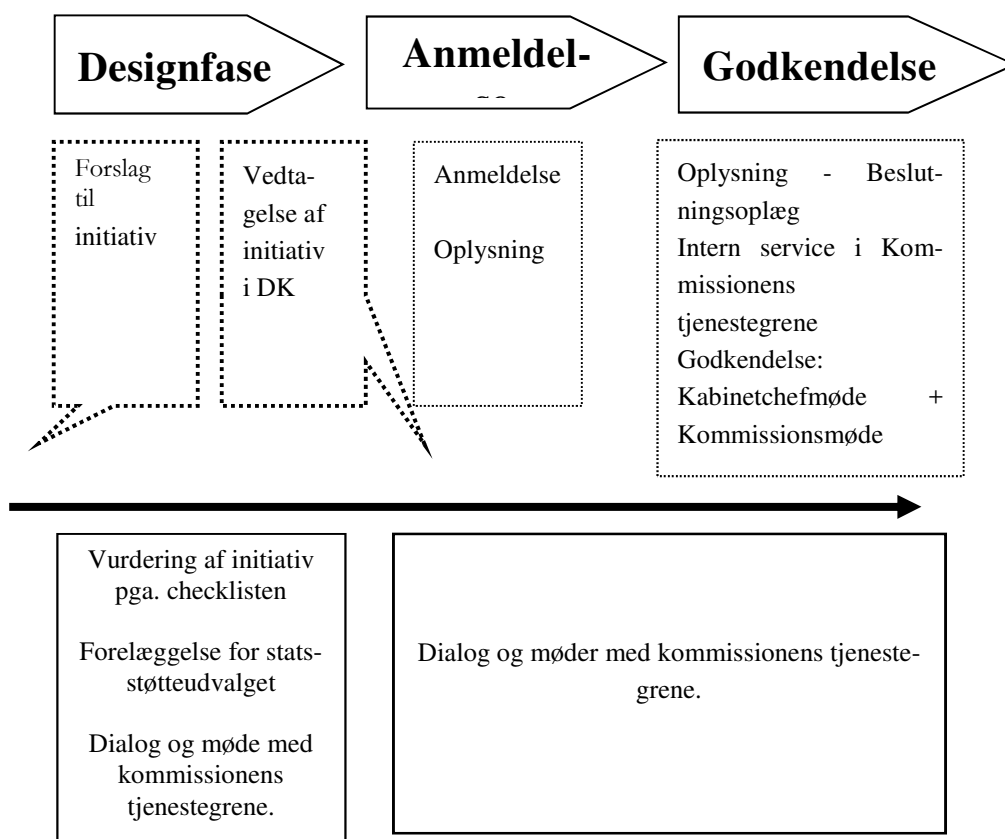 Designfase
Anmeldel-
Godkendelse
Forslag
til
initiativ
Vedta-
gelse af
initiativ
i DK
Anmeldelse
Oplysning
Oplysning - Beslut-
ningsoplæg
Intern service i Kom-
missionens
tjenestegrene
Godkendelse:
Kabinetchefmøde +
Kommissionsmøde
Vurdering af initiativ
pga. checklisten
Forelæggelse for stats-
støtteudvalget
Dialog og møde med
kommissionens
tjenestegrene.
Dialog og møder med kommissionens tjeneste-
grene.